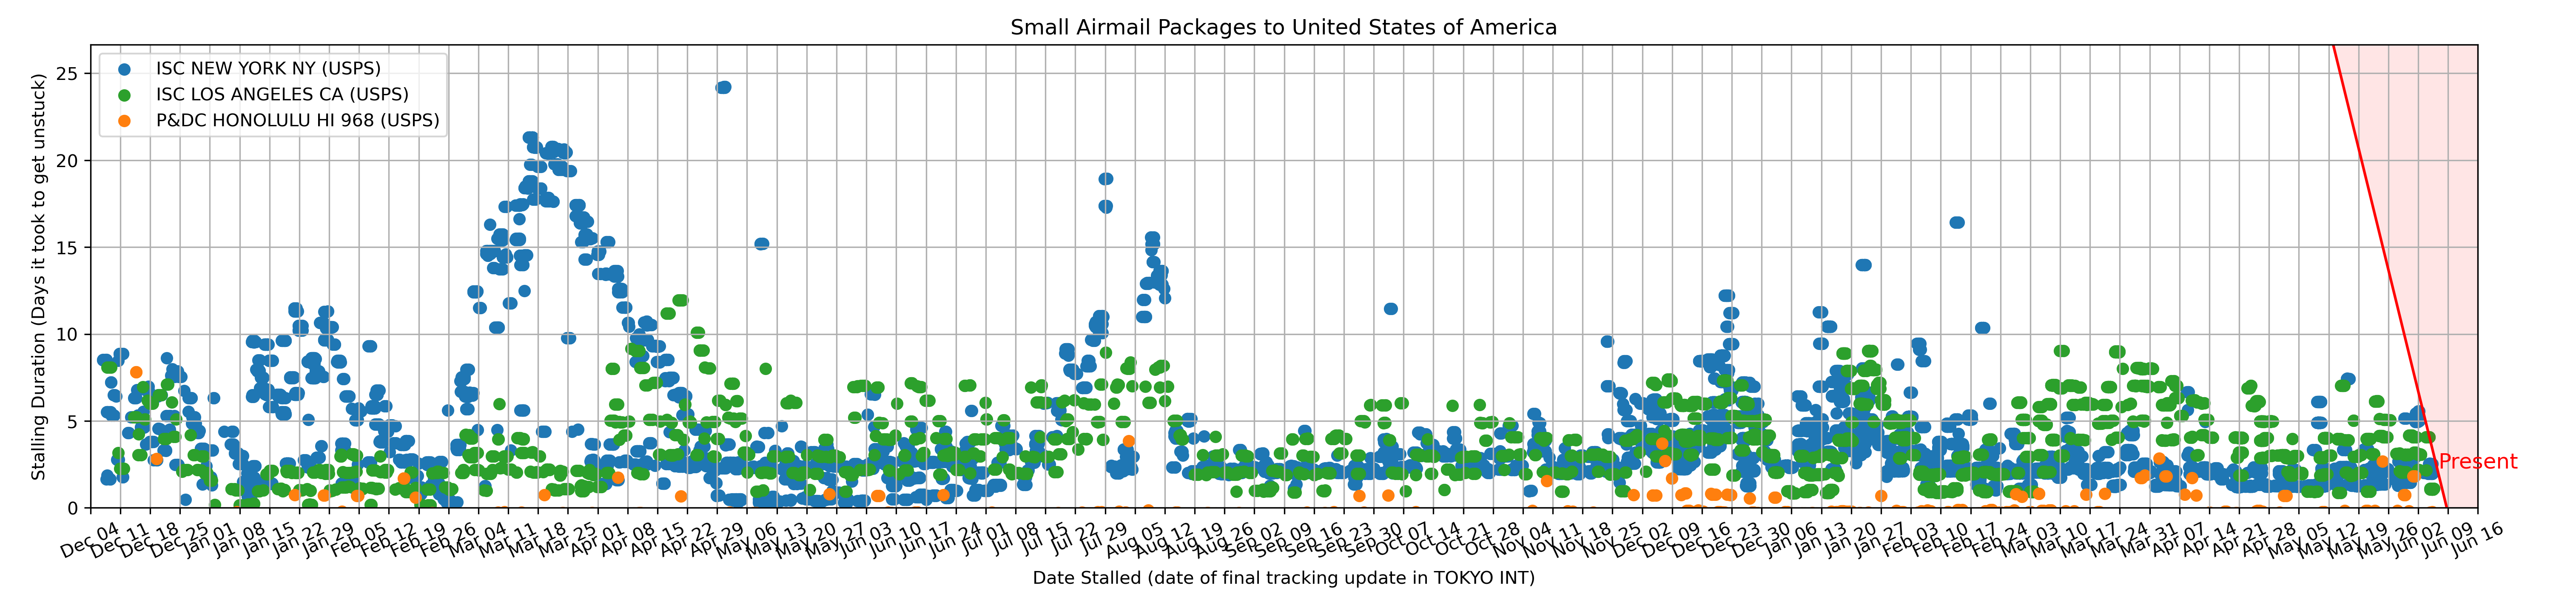 Small Airmail Packages to United States of America
ISC NEW YORK NY (USPS)
ISC LOS ANGELES CA (USPS)
P&DC HONOLULU HI 968 (USPS)
Stalling Duration (Days it took to get unstuck)
25
20
15
10
5
0
Present
Dec 04
Dec 11
Dec 18
Dec 25
Jan 01
Jan 08
Jan 15
Jan 22
Jan 29
Feb 05
Feb 12
Feb 19
Feb 26
Mar 04
Mar 11
Mar 18
Mar 25
Apr 01
Apr 08
Apr 15
Apr 22
Apr 29
May 06
May 13
May 20
May 27
Jun 03
Jun 10
Jun 17
Jun 24
Jul 01
Jul 08
Jul 15
Jul 22
Jul 29
Aug 05
Aug 12
Aug 19
Aug 26
Sep 02
Sep 09
Sep 16
Sep 23
Sep 30
Oct 07
Oct 14
Oct 21
Oct 28
Nov 04
Nov 11
Nov 18
Nov 25
Dec 02
Dec 09
Dec 16
Dec 23
Dec 30
Jan 06
Jan 13
Jan 20
Jan 27
Feb 03
Feb 10
Feb 17
Feb 24
Mar 03
Mar 10
Mar 17
Mar 24
Mar 31
Apr 07
Apr 14
Apr 21
Apr 28
May 05
May 12
May 19
May 26
Jun 02
Jun 09
Jun 16
Date Stalled (date of final tracking update in TOKYO INT)